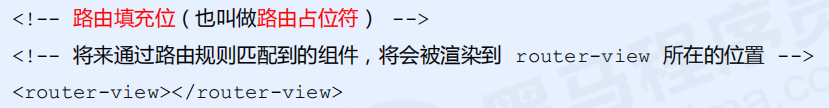 <!-- 路由填充位(也叫做路由占位符) -->
<!-- 将来通过路由规则匹配到的组件,将会被渲染到 router-view 所在的位置 -->
<router-view></router-view>